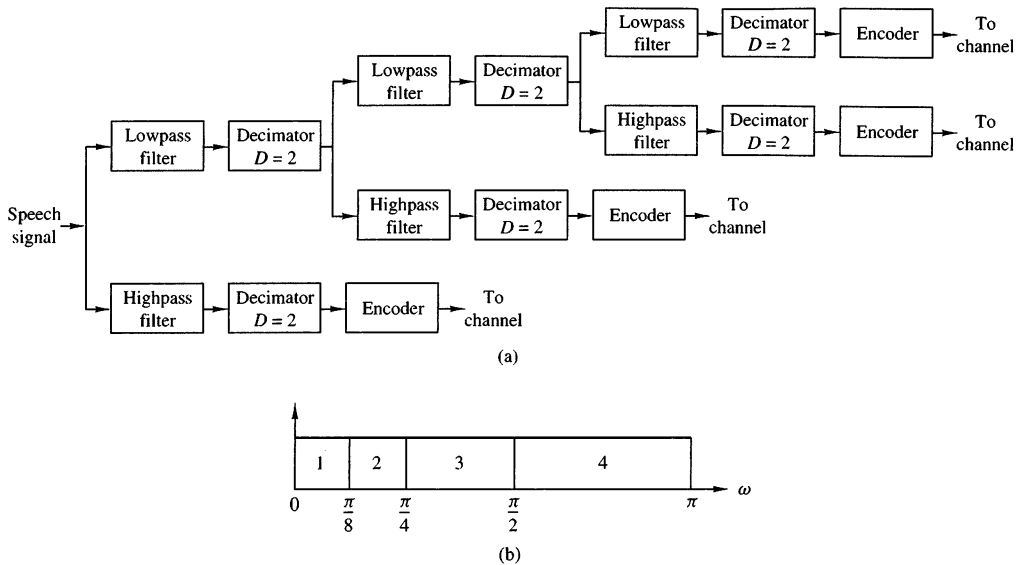 Lowpass
filter
Decimator
D = 2
Encoder
To
channel
Lowpass
filter
Decimator
D = 2
Highpass
filter
Decimator
D = 2
Encoder
To
channel
Lowpass
filter
Decimator
D = 2
Highpass
filter
Decimator
D = 2
Encoder
To
channel
Speech
signal
Highpass
filter
Decimator
D = 2
Encoder
To
channel
(a)
1 2 3 4
0 π/8 π/4 π/2 π ω
(b)